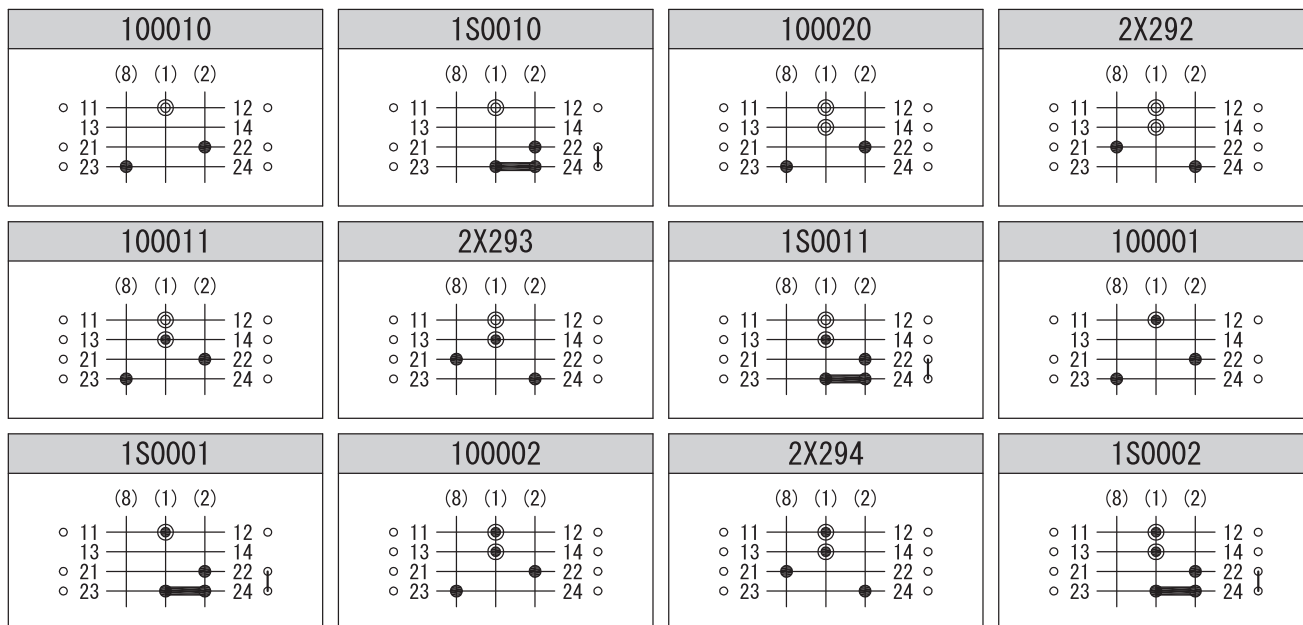 100010 1S0010 100020 2X292
(8) (1) (2) (8) (1) (2) (8) (1) (2) (8) (1) (2)
11 12 11 12 11 12 11 12
13 14 13 14 13 14 13 14
21 22 21 22 21 22 21 22
23 24 23 24 23 24 23 24
100011 2X293 1S0011 100001
(8) (1) (2) (8) (1) (2) (8) (1) (2) (8) (1) (2)
11 12 11 12 11 12 11 12
13 14 13 14 13 14 13 14
21 22 21 22 21 22 21 22
23 24 23 24 23 24 23 24
1S0001 100002 2X294 1S0002
(8) (1) (2) (8) (1) (2) (8) (1) (2) (8) (1) (2)
11 12 11 12 11 12 11 12
13 14 13 14 13 14 13 14
21 22 21 22 21 22 21 22
23 24 23 24 23 24 23 24